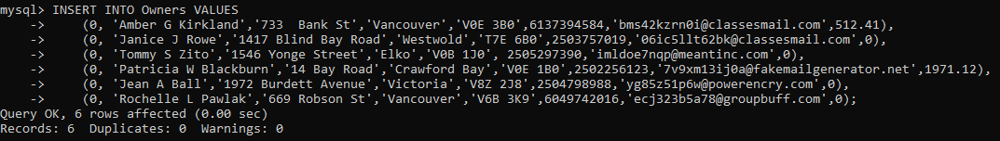 mysql> INSERT INTO Owners VALUES
    -> (0, 'Amber G Kirkland','733  Bank St','Vancouver','V0E 3B0',6137394584,'bms42kzrn0i@classesmail.com',512.41),
    -> (0, 'Janice J Rowe','1417 Blind Bay Road','Westwold','T7E 6B0',2503757019,'06ic5llt62bk@classesmail.com',0),
    -> (0, 'Tommy S Zito','1546 Yonge Street','Elko','V0B 1J0', 2505297390,'imldoe7nqp@meantinc.com',0),
    -> (0, 'Patricia W Blackburn','14 Bay Road','Crawford Bay','V0E 1B0',2502256123,'7v9xm13ij0a@fakemailgenerator.net',1971.12),
    -> (0, 'Jean A Ball','1972 Burdett Avenue','Victoria','V8Z 2J8',2504798988,'yg85z51p6w@powerencry.com',0),
    -> (0, 'Rochelle L Pawlak','669 Robson St','Vancouver','V6B 3K9',6049742016,'ecj323b5a78@groupbuff.com',0);
Query OK, 6 rows affected (0.00 sec)
Records: 6  Duplicates: 0  Warnings: 0